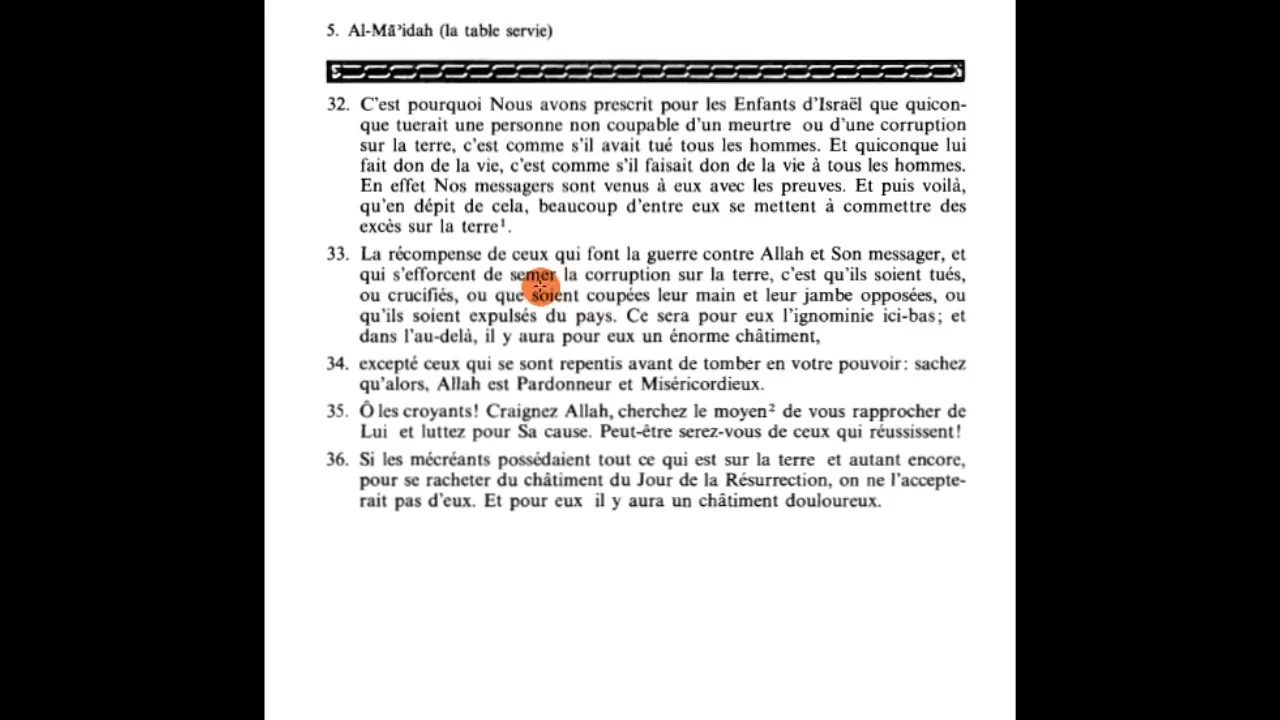 5. Al-Mā’idah (la table servie)
32. C’est pourquoi Nous avons prescrit pour les Enfants d’Israël que quicon-
que tuerait une personne non coupable d’un meurtre ou d’une corruption
sur la terre, c’est comme s’il avait tué tous les hommes. Et quiconque lui
fait don de la vie, c’est comme s’il faisait don de la vie à tous les hommes.
En effet Nos messagers sont venus à eux avec les preuves. Et puis voilà,
qu’en dépit de cela, beaucoup d’entre eux se mettent à commettre des
excès sur la terre¹.
33. La récompense de ceux qui font la guerre contre Allah et Son messager, et
qui s’efforcent de semer la corruption sur la terre, c’est qu’ils soient tués,
ou crucifiés, ou que soient coupées leur main et leur jambe opposées, ou
qu’ils soient expulsés du pays. Ce sera pour eux l’ignominie ici-bas; et
dans l’au-delà, il y aura pour eux un énorme châtiment,
34. excepté ceux qui se sont repentis avant de tomber en votre pouvoir: sachez
qu’alors, Allah est Pardonneur et Miséricordieux.
35. Ô les croyants! Craignez Allah, cherchez le moyen² de vous rapprocher de
Lui et luttez pour Sa cause. Peut-être serez-vous de ceux qui réussissent!
36. Si les mécréants possédaient tout ce qui est sur la terre et autant encore,
pour se racheter du châtiment du Jour de la Résurrection, on ne l’accepte-
rait pas d’eux. Et pour eux il y aura un châtiment douloureux.